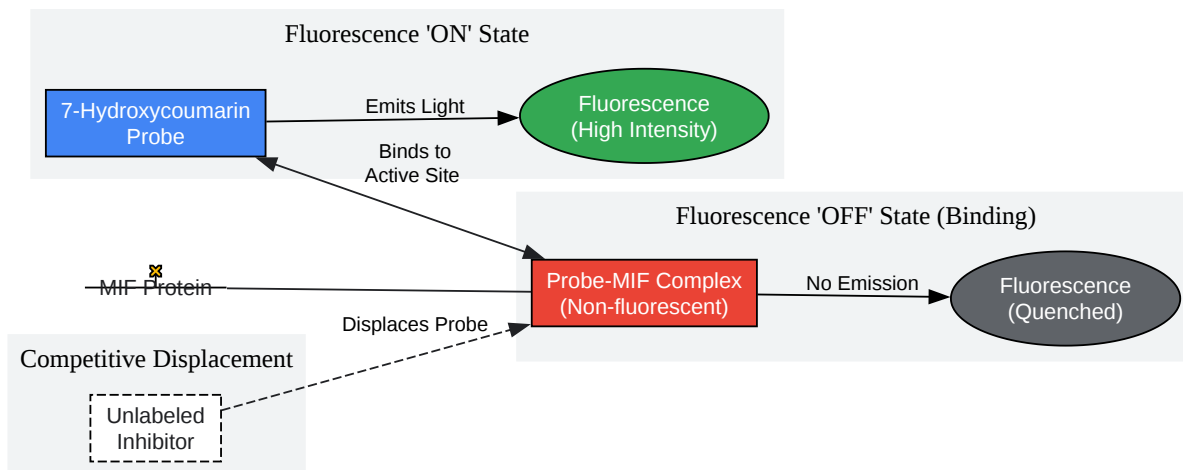 Fluorescence 'ON' State
7-Hydroxycoumarin
Probe
Emits Light
Fluorescence
(High Intensity)
Binds to
Active Site
Fluorescence 'OFF' State (Binding)
MIF Protein
Probe-MIF Complex
(Non-fluorescent)
No Emission
Fluorescence
(Quenched)
Displaces Probe
Competitive Displacement
Unlabeled
Inhibitor